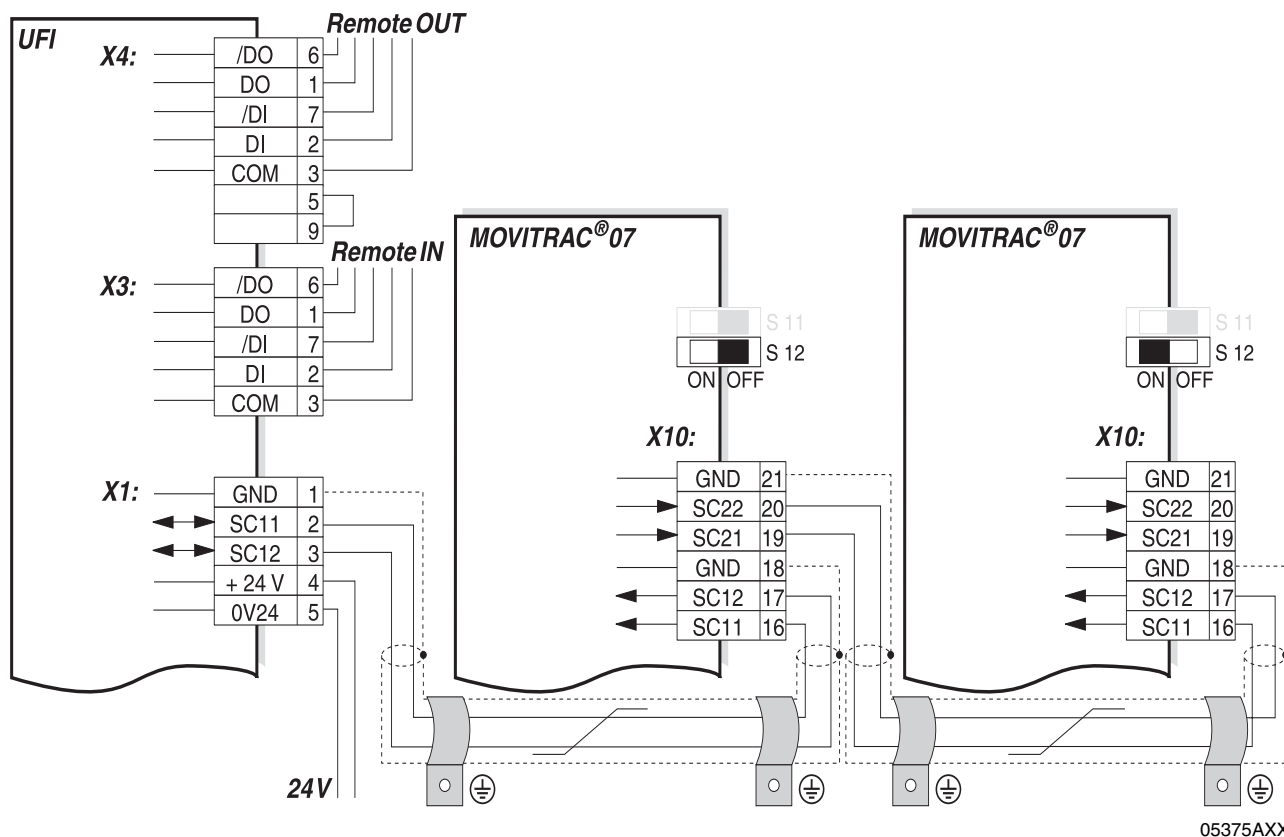 UFI
Remote OUT
X4:
/DO 6
DO 1
/DI 7
DI 2
COM 3
5
9
Remote IN
X3:
/DO 6
DO 1
/DI 7
DI 2
COM 3
X1:
GND 1
SC11 2
SC12 3
+ 24 V 4
0V24 5
24V
MOVITRAC®07
S 11
S 12
ON OFF
X10:
GND 21
SC22 20
SC21 19
GND 18
SC12 17
SC11 16
MOVITRAC®07
S 11
S 12
ON OFF
X10:
GND 21
SC22 20
SC21 19
GND 18
SC12 17
SC11 16
05375AXX